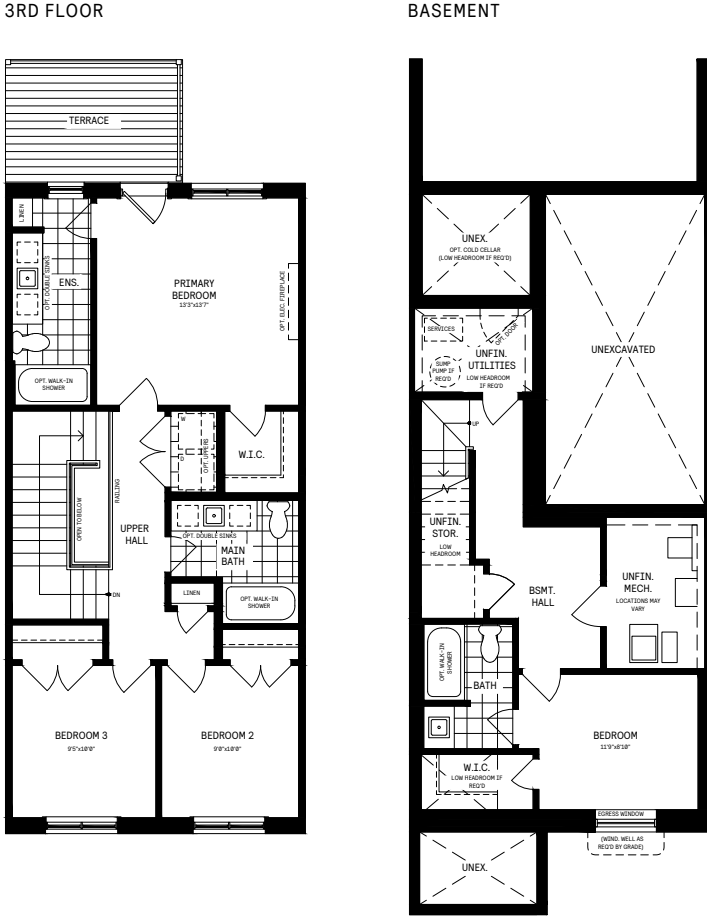 3RD FLOOR
TERRACE
LINEN
OPT. DOUBLE SINKS
ENS.
PRIMARY
BEDROOM
13'3"x13'7"
OPT. ELEC. FIREPLACE
OPT. WALK-IN
SHOWER
W
D
OPT. UPPERS
W.I.C.
RAILING
OPEN TO BELOW
UPPER
HALL
OPT. DOUBLE SINKS
MAIN
BATH
DN
LINEN
OPT. WALK-IN
SHOWER
BEDROOM 3
9'5"x10'0"
BEDROOM 2
9'0"x10'0"
BASEMENT
UNEX.
OPT. COLD CELLAR
(LOW HEADROOM IF REQ'D)
SERVICES
OPT. DOOR
UNFIN.
UTILITIES
LOW HEADROOM
IF REQ'D
SUMP
PUMP IF
REQ'D
UNEXCAVATED
UP
UNFIN.
STOR.
LOW
HEADROOM
BSMT.
HALL
UNFIN.
MECH.
LOCATIONS MAY
VARY
OPT. WALK-IN
SHOWER
BATH
BEDROOM
11'9"x8'10"
W.I.C.
LOW HEADROOM IF
REQ'D
EGRESS WINDOW
(WIND. WELL AS
REQ'D BY GRADE)
UNEX.